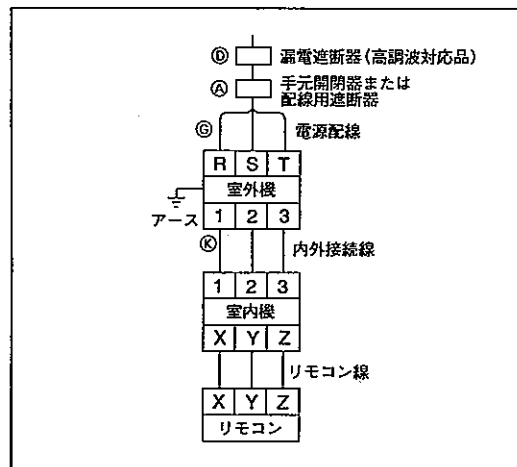 Ⓓ 漏電遮断器(高調波対応品)
Ⓐ 手元開閉器または
配線用遮断器
Ⓖ 電源配線
R S T
室外機
アース
1 2 3
Ⓚ 内外接続線
1 2 3
室内機
X Y Z
リモコン線
X Y Z
リモコン